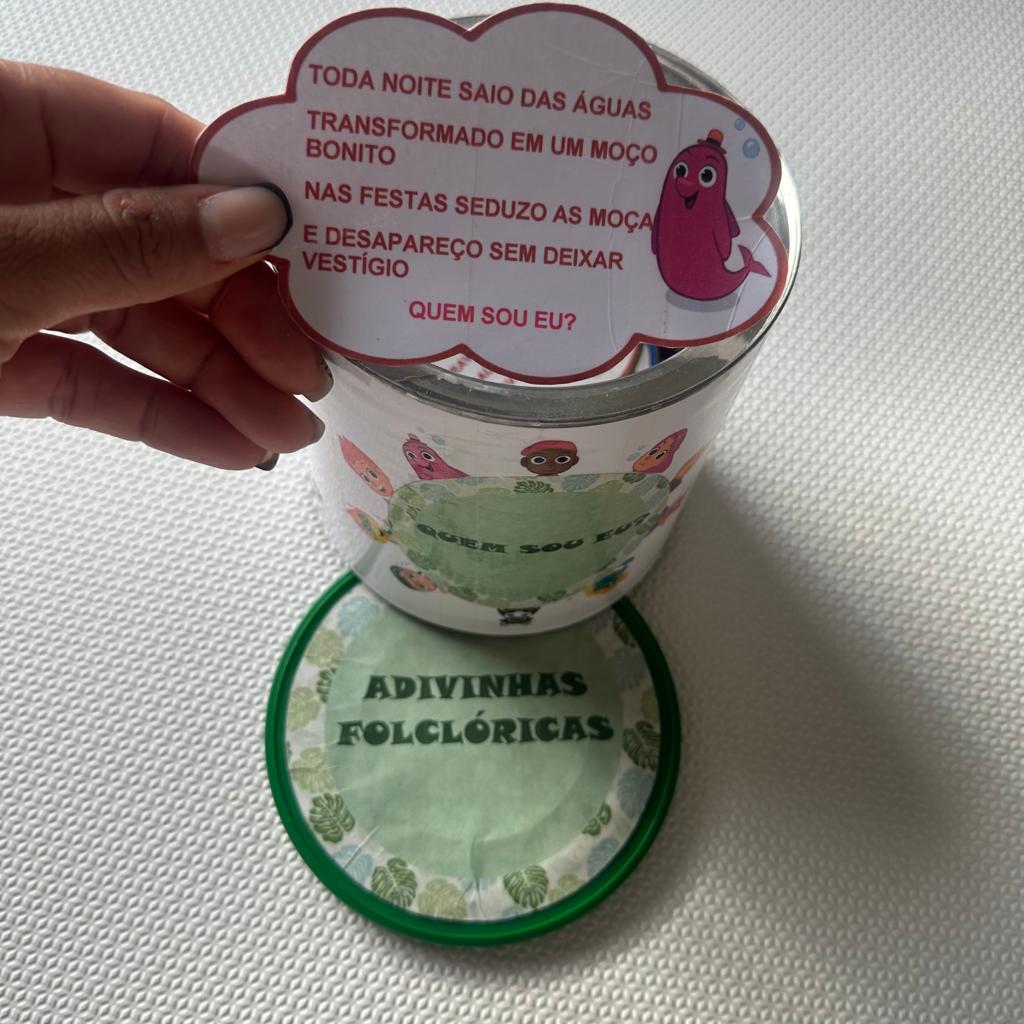 TODA NOITE SAIO DAS ÁGUAS
TRANSFORMADO EM UM MOÇO
BONITO
NAS FESTAS SEDUZO AS MOÇA
E DESAPAREÇO SEM DEIXAR
VESTÍGIO
QUEM SOU EU?
QUEM SOU EU?
ADIVINHAS
FOLCLÓRICAS